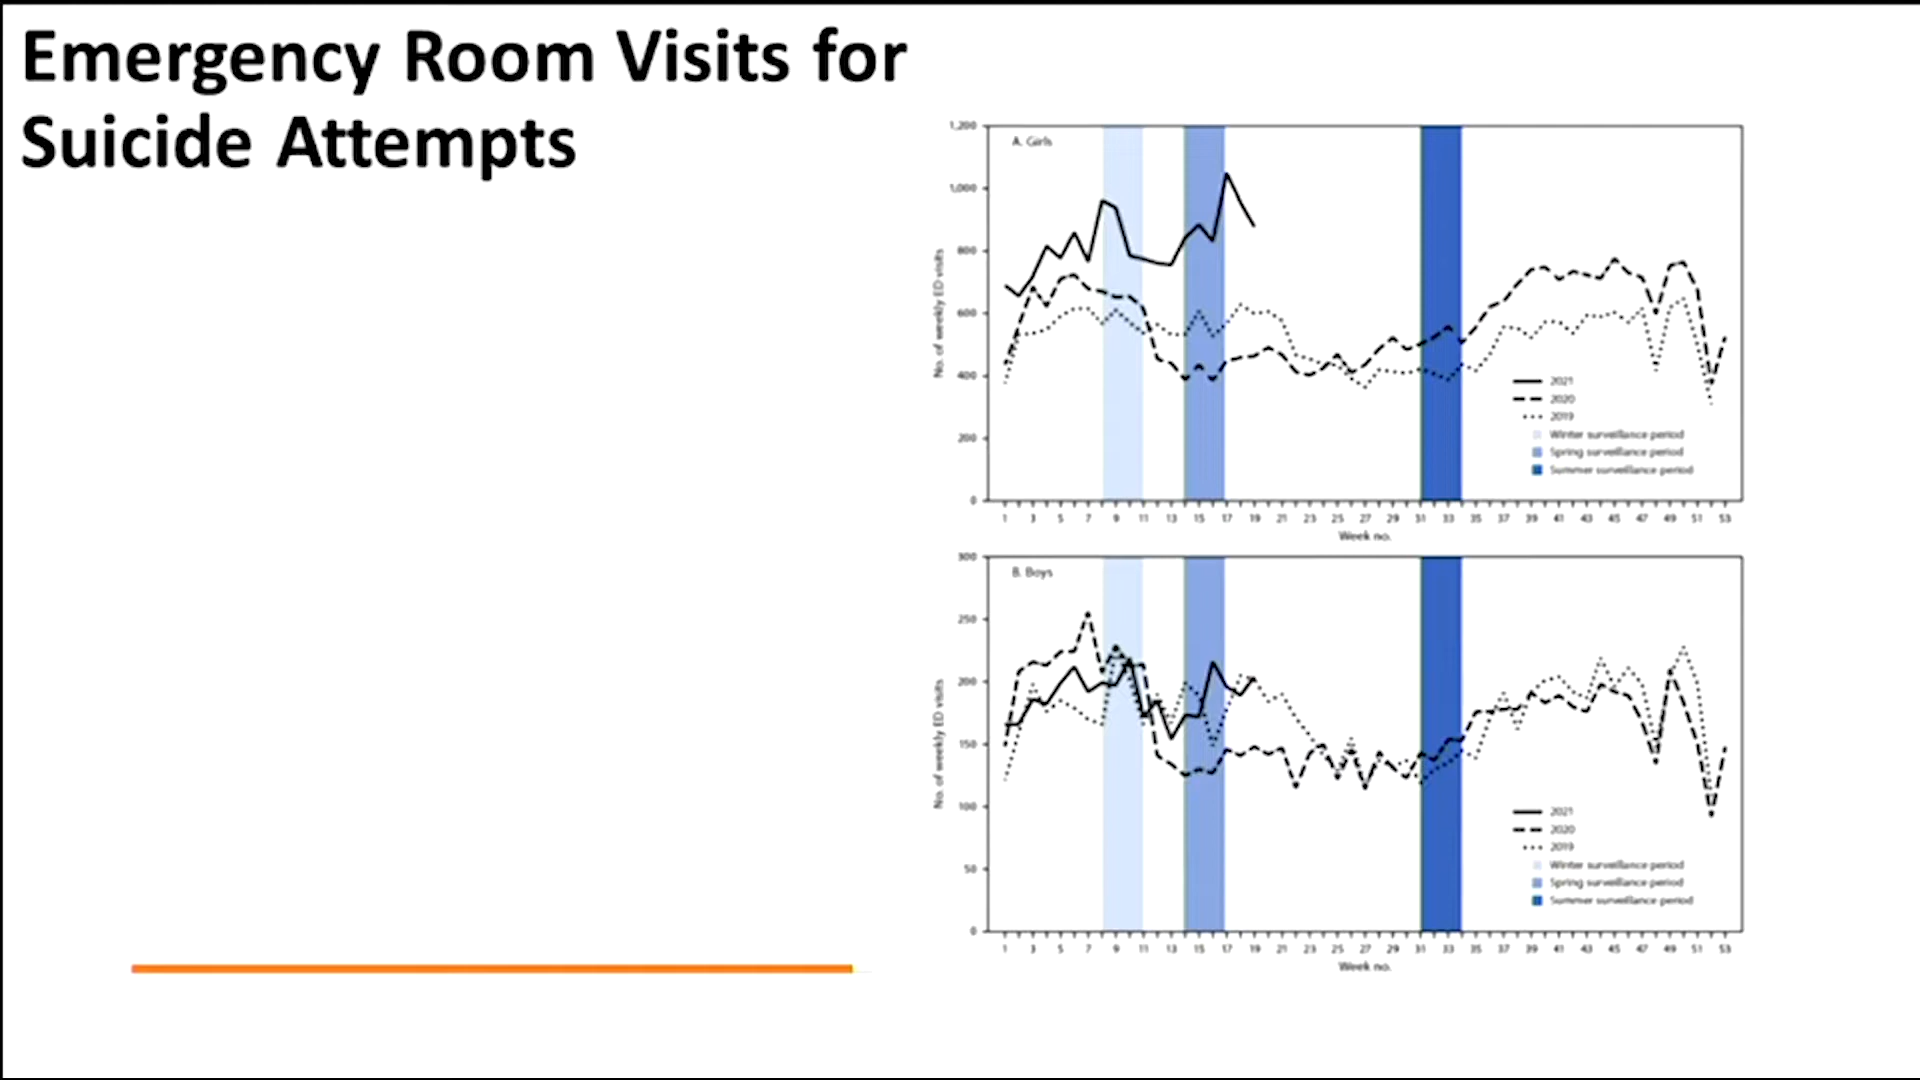 Emergency Room Visits for
Suicide Attempts
A. Girls
No. of weekly ED visits
1,200
1,000
800
600
400
200
0
1 3 5 7 9 11 13 15 17 19 21 23 25 27 29 31 33 35 37 39 41 43 45 47 49 51 53
Week no.
2021
2020
2019
Winter surveillance period
Spring surveillance period
Summer surveillance period
B. Boys
No. of weekly ED visits
300
250
200
150
100
50
0
1 3 5 7 9 11 13 15 17 19 21 23 25 27 29 31 33 35 37 39 41 43 45 47 49 51 53
Week no.
2021
2020
2019
Winter surveillance period
Spring surveillance period
Summer surveillance period